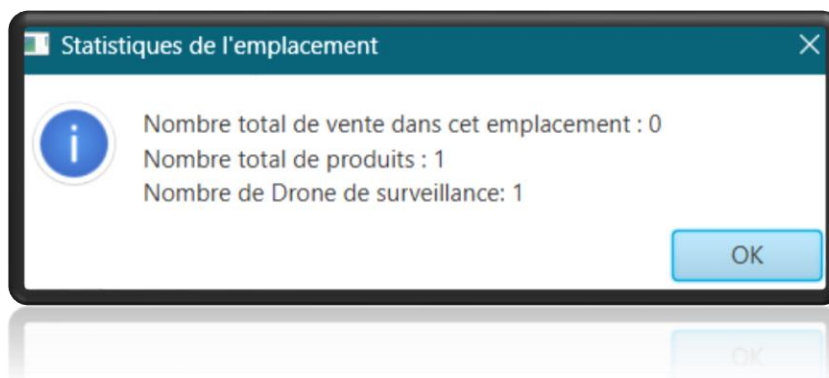 Statistiques de l'emplacement
Nombre total de vente dans cet emplacement : 0
Nombre total de produits : 1
Nombre de Drone de surveillance: 1
OK